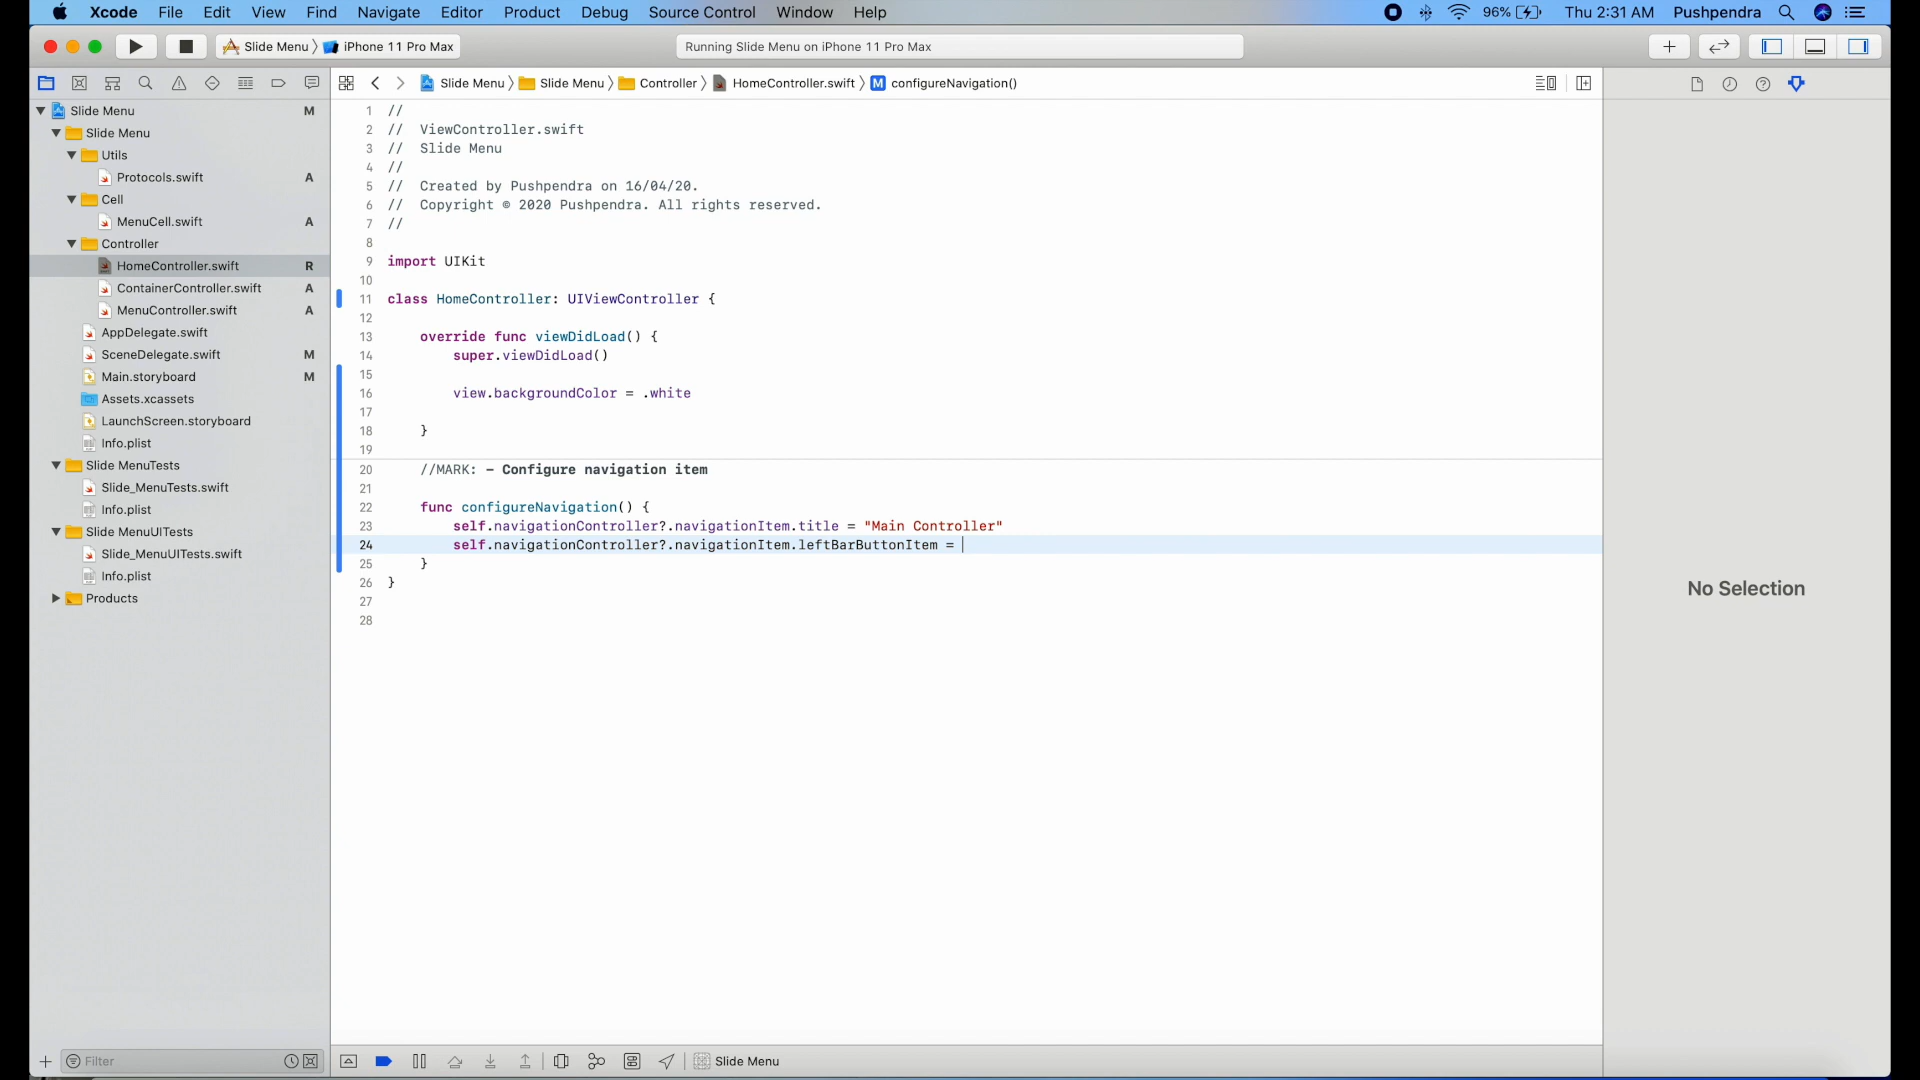 Xcode File Edit View Find Navigate Editor Product Debug Source Control Window Help 96% Thu 2:31 AM Pushpendra
Slide Menu iPhone 11 Pro Max Running Slide Menu on iPhone 11 Pro Max
Slide Menu Slide Menu Controller HomeController.swift M configureNavigation()
Slide Menu M
Slide Menu
Utils
Protocols.swift A
Cell
MenuCell.swift A
Controller
HomeController.swift R
ContainerController.swift A
MenuController.swift A
AppDelegate.swift
SceneDelegate.swift M
Main.storyboard M
Assets.xcassets
LaunchScreen.storyboard
Info.plist
Slide MenuTests
Slide_MenuTests.swift
Info.plist
Slide MenuUITests
Slide_MenuUITests.swift
Info.plist
Products
Filter
1 //
2 // ViewController.swift
3 // Slide Menu
4 //
5 // Created by Pushpendra on 16/04/20.
6 // Copyright © 2020 Pushpendra. All rights reserved.
7 //
8
9 import UIKit
10
11 class HomeController: UIViewController {
12
13 override func viewDidLoad() {
14 super.viewDidLoad()
15
16 view.backgroundColor = .white
17
18 }
19
20 //MARK: - Configure navigation item
21
22 func configureNavigation() {
23 self.navigationController?.navigationItem.title = "Main Controller"
24 self.navigationController?.navigationItem.leftBarButtonItem =
25 }
26 }
27
28
Slide Menu
No Selection